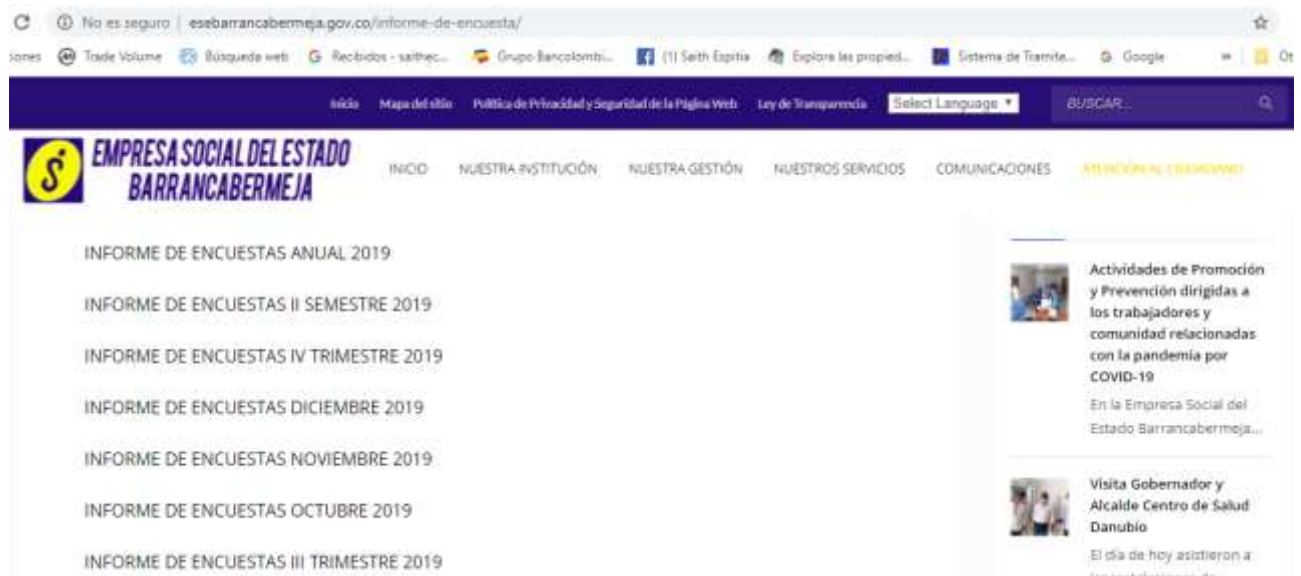 No es seguro | esebarrancabermeja.gov.co/informe-de-encuesta/
Trade Volume Búsqueda web Recibidos - saithec... Grupo Bancolombi... (1) Saith Espitia Explora las propied... Sistema de Tramite... Google » Ot
Inicio Mapa del sitio Política de Privacidad y Seguridad de la Página Web Ley de Transparencia Select Language ▼ BUSCAR...
EMPRESA SOCIAL DEL ESTADO
BARRANCABERMEJA
INICIO NUESTRA INSTITUCIÓN NUESTRA GESTIÓN NUESTROS SERVICIOS COMUNICACIONES ATENCIÓN AL CIUDADANO
INFORME DE ENCUESTAS ANUAL 2019
INFORME DE ENCUESTAS II SEMESTRE 2019
INFORME DE ENCUESTAS IV TRIMESTRE 2019
INFORME DE ENCUESTAS DICIEMBRE 2019
INFORME DE ENCUESTAS NOVIEMBRE 2019
INFORME DE ENCUESTAS OCTUBRE 2019
INFORME DE ENCUESTAS III TRIMESTRE 2019
Actividades de Promoción
y Prevención dirigidas a
los trabajadores y
comunidad relacionadas
con la pandemia por
COVID-19
En la Empresa Social del
Estado Barrancabermeja...
Visita Gobernador y
Alcalde Centro de Salud
Danubio
El día de hoy asistieron a